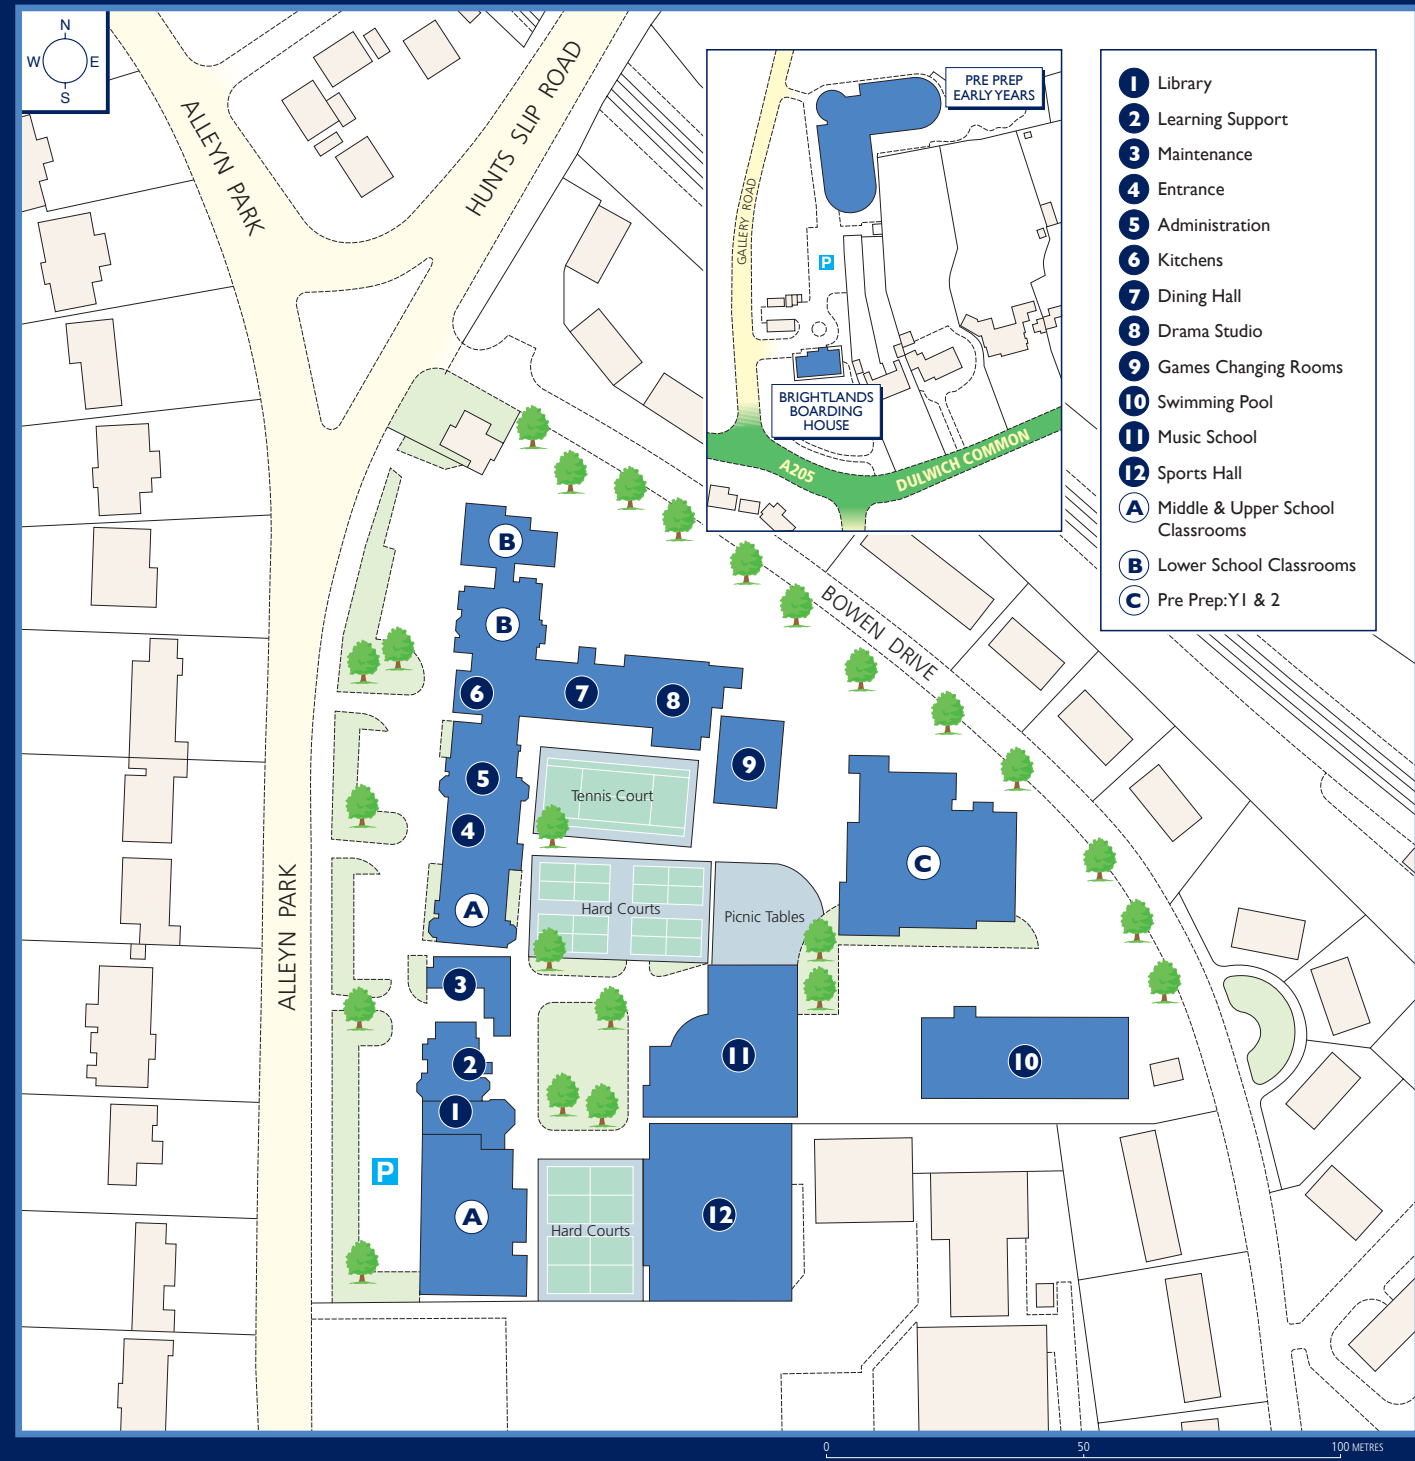 N
W
E
S
ALLEYN PARK
HUNTS SLIP ROAD
GALLERY ROAD
PRE PREP
EARLY YEARS
P
BRIGHTLANDS
BOARDING
HOUSE
A205
DULWICH COMMON
1 Library
2 Learning Support
3 Maintenance
4 Entrance
5 Administration
6 Kitchens
7 Dining Hall
8 Drama Studio
9 Games Changing Rooms
10 Swimming Pool
11 Music School
12 Sports Hall
A Middle & Upper School
Classrooms
B Lower School Classrooms
C Pre Prep:Y1 & 2
BOWEN DRIVE
B
B
6
7
8
5
9
Tennis Court
4
C
A
Hard Courts
Picnic Tables
ALLEYN PARK
3
2
11
10
1
P
A
12
Hard Courts
0
50
100 METRES